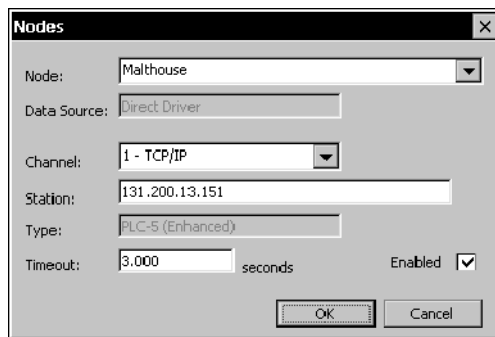 Nodes
Node: Malthouse
Data Source: Direct Driver
Channel: 1 - TCP/IP
Station: 131.200.13.151
Type: PLC-5 (Enhanced)
Timeout: 3.000 seconds Enabled
OK Cancel